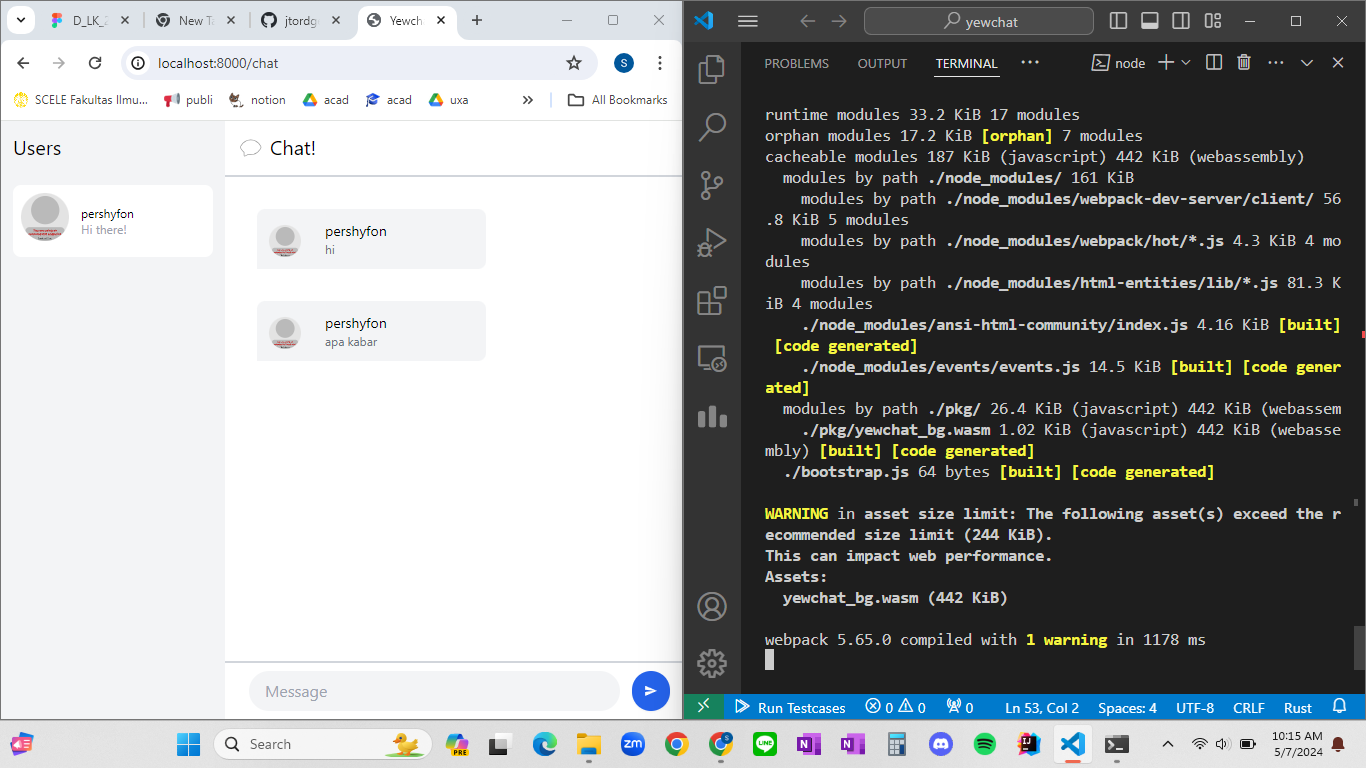 D_LK_
New T
jtordg
Yewch
localhost:8000/chat
S
SCELE Fakultas Ilmu...
publi
notion
acad
acad
uxa
All Bookmarks
Users
Chat!
pershyfon
Hi there!
pershyfon
hi
pershyfon
apa kabar
Message
yewchat
PROBLEMS
OUTPUT
TERMINAL
node
runtime modules 33.2 KiB 17 modules
orphan modules 17.2 KiB [orphan] 7 modules
cacheable modules 187 KiB (javascript) 442 KiB (webassembly)
modules by path ./node_modules/ 161 KiB
modules by path ./node_modules/webpack-dev-server/client/ 56
.8 KiB 5 modules
modules by path ./node_modules/webpack/hot/*.js 4.3 KiB 4 mo
dules
modules by path ./node_modules/html-entities/lib/*.js 81.3 K
iB 4 modules
./node_modules/ansi-html-community/index.js 4.16 KiB [built]
[code generated]
./node_modules/events/events.js 14.5 KiB [built] [code gener
ated]
modules by path ./pkg/ 26.4 KiB (javascript) 442 KiB (webassem
./pkg/yewchat_bg.wasm 1.02 KiB (javascript) 442 KiB (webasse
mbly) [built] [code generated]
./bootstrap.js 64 bytes [built] [code generated]
WARNING in asset size limit: The following asset(s) exceed the r
ecommended size limit (244 KiB).
This can impact web performance.
Assets:
yewchat_bg.wasm (442 KiB)
webpack 5.65.0 compiled with 1 warning in 1178 ms
Run Testcases
0
0
0
Ln 53, Col 2
Spaces: 4
UTF-8
CRLF
Rust
Search
PRE
zm
LINE
N
N
10:15 AM
5/7/2024